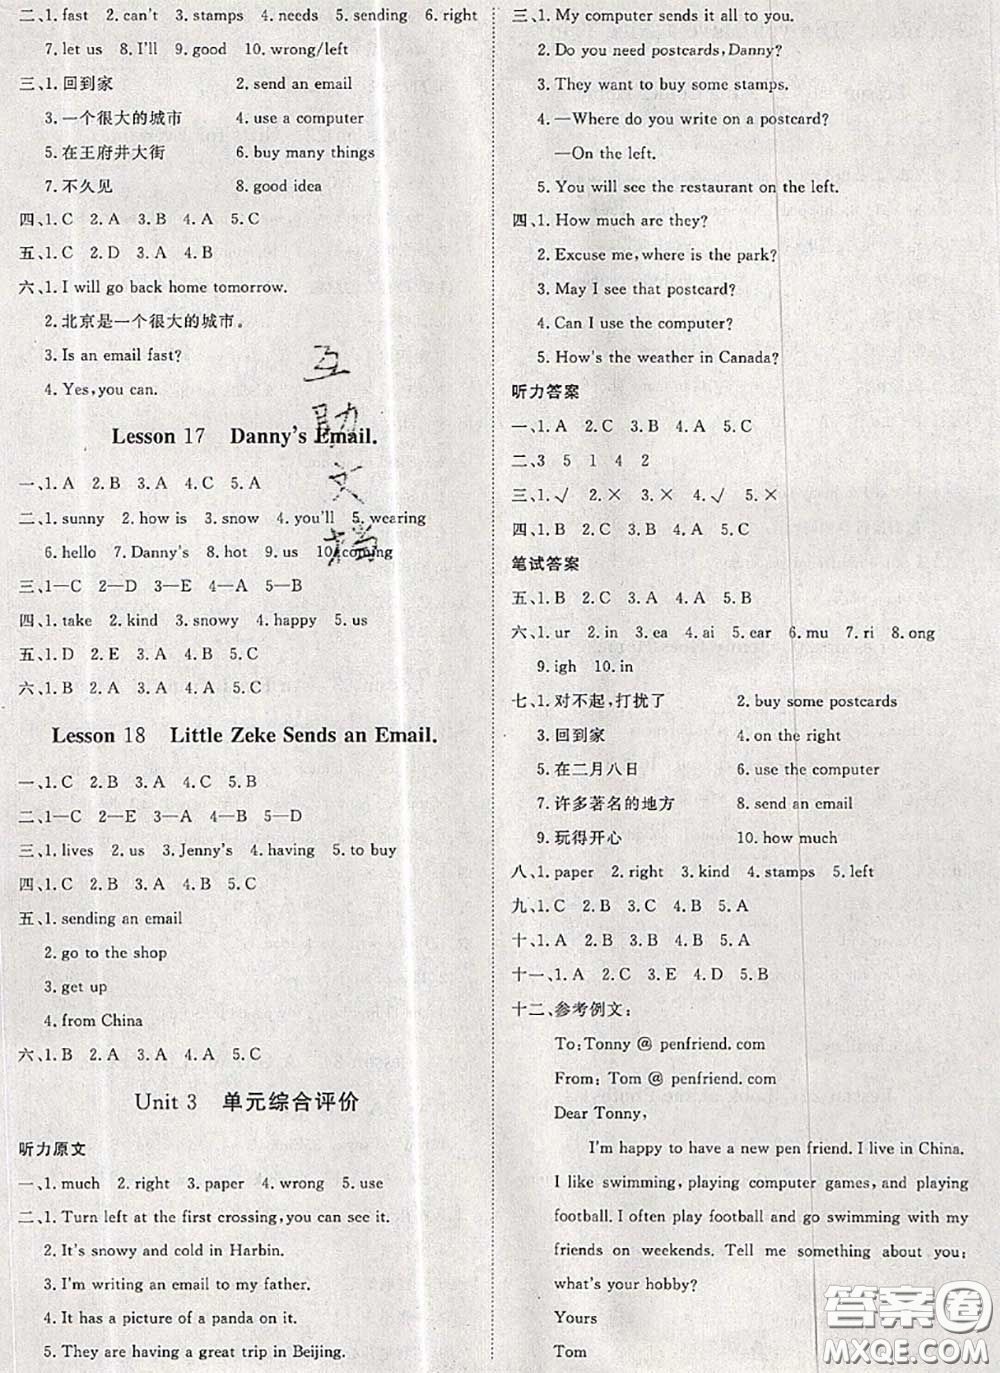 二、1. fast  2. can't  3. stamps  4. needs  5. sending  6. right
7. let us  8. I'll  9. good  10. wrong/left
三、1. 回到家  2. send an email
3. 一个很大的城市  4. use a computer
5. 在王府井大街  6. buy many things
7. 不久见  8. good idea
四、1. C  2. A  3. B  4. A  5. C
五、1. C  2. D  3. A  4. B
六、1. I will go back home tomorrow.
2. 北京是一个很大的城市。
3. Is an email fast?
4. Yes, you can.
Lesson 17  Danny's Email.
一、1. A  2. B  3. A  4. C  5. A
二、1. sunny  2. how is  3. snow  4. you'll  5. wearing
6. hello  7. Danny's  8. hot  9. us  10. coming
三、1—C  2—D  3—A  4—B
四、1. take  2. kind  3. snowy  4. happy  5. us
五、1. D  2. E  3. B  4. A  5. C
六、1. B  2. A  3. A  4. B  5. C
Lesson 18  Little Zeke Sends an Email.
一、1. C  2. B  3. A  4. C  5. B
二、1—C  2—E  3—A  4—B  5—D
三、1. lives  2. us  3. Jenny's  4. having  5. to buy
四、1. C  2. B  3. A  4. B  5. C
五、1. sending an email
2. go to the shop
3. get up
4. from China
六、1. B  2. A  3. A  4. B  5. C
Unit 3  单元综合评价
听力原文
一、1. much  2. right  3. paper  4. wrong  5. use
二、1. Turn left at the first crossing, you can see it.
2. It's snowy and cold in Harbin.
3. I'm writing an email to my father.
4. It has a picture of a panda on it.
5. They are having a great trip in Beijing.
三、1. My computer sends it all to you.
2. Do you need postcards, Danny?
3. They want to buy some stamps.
4. —Where do you write on a postcard?
—On the left.
5. You will see the restaurant on the left.
四、1. How much are they?
2. Excuse me, where is the park?
3. May I see that postcard?
4. Can I use the computer?
5. How's the weather in Canada?
听力答案
一、1. A  2. C  3. B  4. A  5. C
二、3  5  1  4  2
三、1. √  2. ×  3. ×  4. √  5. ×
四、1. B  2. C  3. A  4. B  5. C
笔试答案
五、1. B  2. C  3. A  4. A  5. B
六、1. ur  2. in  3. ea  4. ai  5. ear  6. mu  7. ri  8. ong
9. igh  10. in
七、1. 对不起,打扰了  2. buy some postcards
3. 回到家  4. on the right
5. 在二月八日  6. use the computer
7. 许多著名的地方  8. send an email
9. 玩得开心  10. how much
八、1. paper  2. right  3. kind  4. stamps  5. left
九、1. C  2. B  3. C  4. B  5. A
十、1. A  2. B  3. B  4. B  5. A
十一、1. A  2. C  3. E  4. D  5. B
十二、参考例文:
To: Tonny @ penfriend. com
From: Tom @ penfriend. com
Dear Tonny,
I'm happy to have a new pen friend. I live in China.
I like swimming, playing computer games, and playing
football. I often play football and go swimming with my
friends on weekends. Tell me something about you:
what's your hobby?
Yours
Tom
互
助
文
档
答案卷
MXQE.COM